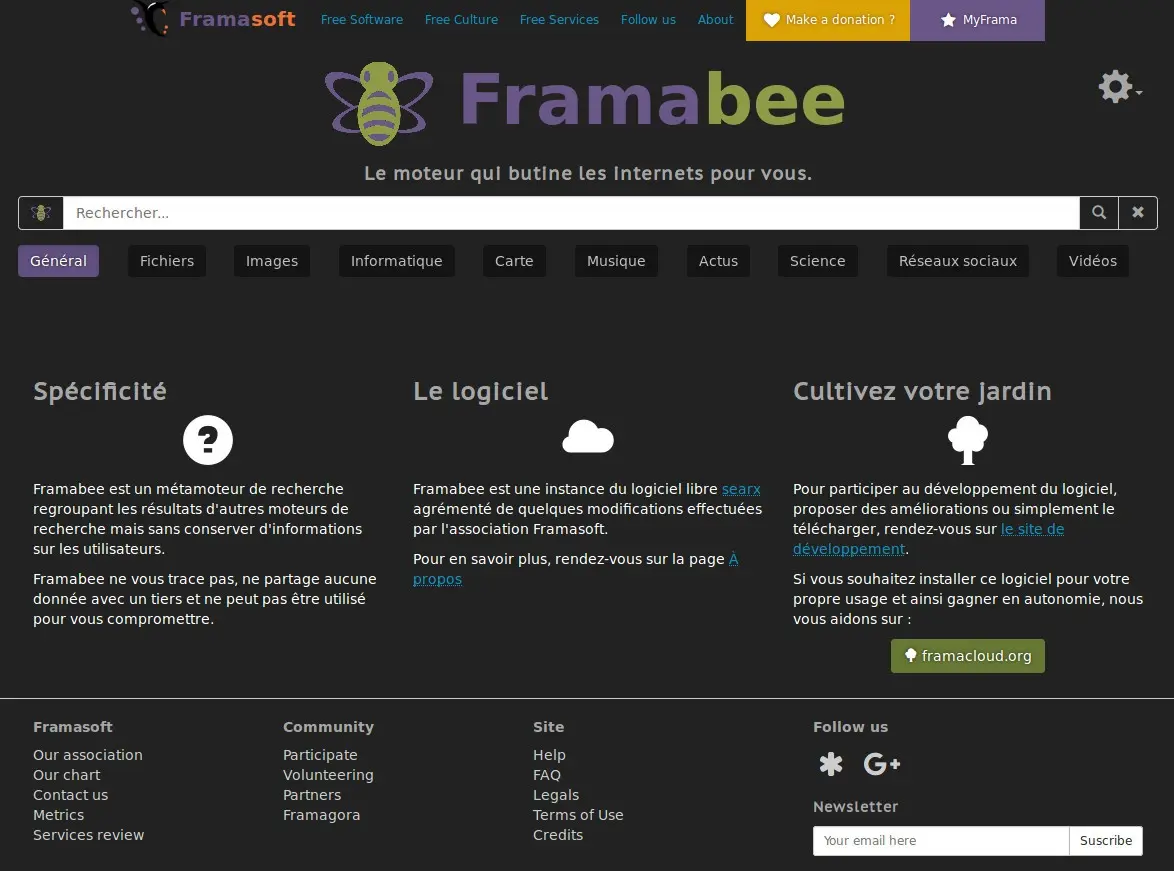 Framasoft Free Software Free Culture Free Services Follow us About Make a donation ? MyFrama
Framabee
Le moteur qui butine les internets pour vous.
Rechercher...
Général Fichiers Images Informatique Carte Musique Actus Science Réseaux sociaux Vidéos
Spécificité
Framabee est un métamoteur de recherche
regroupant les résultats d'autres moteurs de
recherche mais sans conserver d'informations
sur les utilisateurs.
Framabee ne vous trace pas, ne partage aucune
donnée avec un tiers et ne peut pas être utilisé
pour vous compromettre.
Le logiciel
Framabee est une instance du logiciel libre searx
agrémenté de quelques modifications effectuées
par l'association Framasoft.
Pour en savoir plus, rendez-vous sur la page À
propos
Cultivez votre jardin
Pour participer au développement du logiciel,
proposer des améliorations ou simplement le
télécharger, rendez-vous sur le site de
développement.
Si vous souhaitez installer ce logiciel pour votre
propre usage et ainsi gagner en autonomie, nous
vous aidons sur :
framacloud.org
Framasoft
Our association
Our chart
Contact us
Metrics
Services review
Community
Participate
Volunteering
Partners
Framagora
Site
Help
FAQ
Legals
Terms of Use
Credits
Follow us
G+
Newsletter
Your email here Suscribe